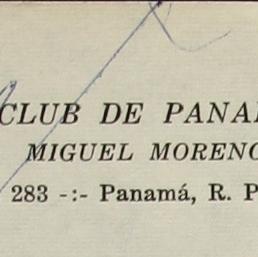 CLUB DE PANA
MIGUEL MORENO
283 -:- Panamá, R. P